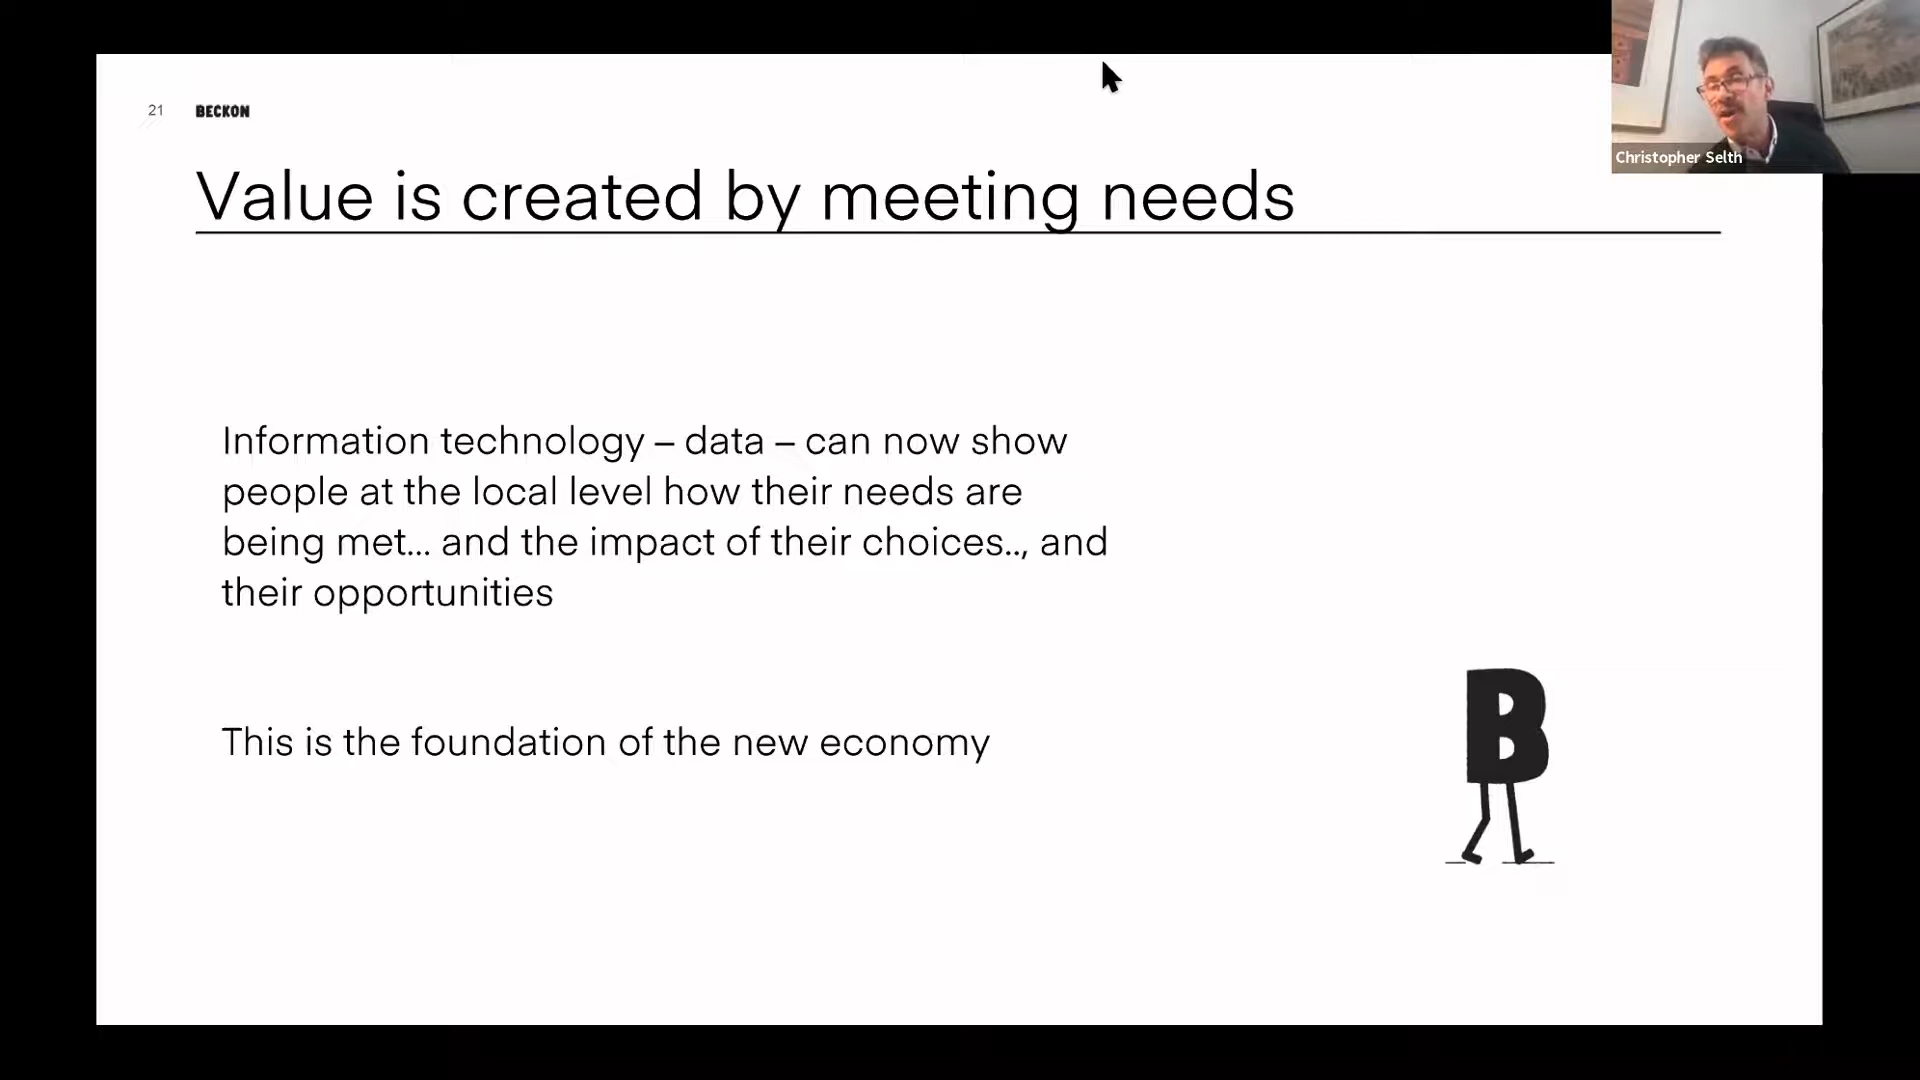 21 BECKON
Christopher Selth
Value is created by meeting needs
Information technology – data – can now show
people at the local level how their needs are
being met... and the impact of their choices.., and
their opportunities
This is the foundation of the new economy
B